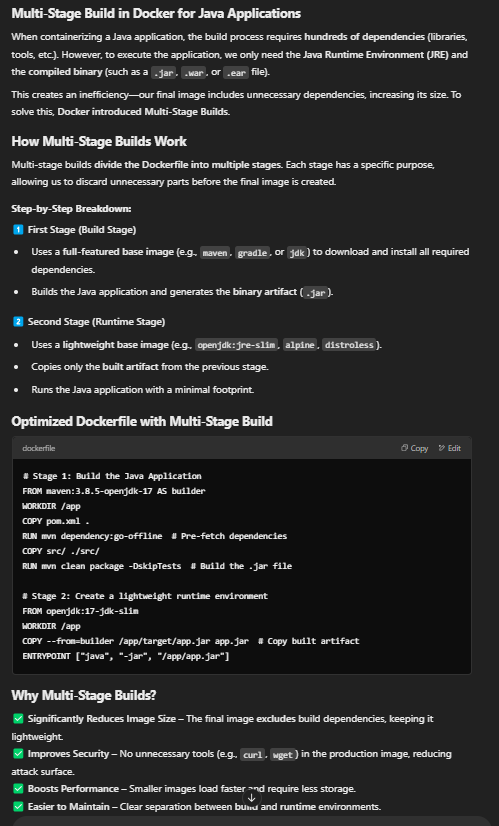 Multi-Stage Build in Docker for Java Applications
When containerizing a Java application, the build process requires hundreds of dependencies (libraries,
tools, etc.). However, to execute the application, we only need the Java Runtime Environment (JRE) and
the compiled binary (such as a .jar, .war, or .ear file).
This creates an inefficiency—our final image includes unnecessary dependencies, increasing its size. To
solve this, Docker introduced Multi-Stage Builds.
How Multi-Stage Builds Work
Multi-stage builds divide the Dockerfile into multiple stages. Each stage has a specific purpose,
allowing us to discard unnecessary parts before the final image is created.
Step-by-Step Breakdown:
1️⃣ First Stage (Build Stage)
• Uses a full-featured base image (e.g., maven, gradle, or jdk) to download and install all required
dependencies.
• Builds the Java application and generates the binary artifact (.jar).
2️⃣ Second Stage (Runtime Stage)
• Uses a lightweight base image (e.g., openjdk:jre-slim, alpine, distroless).
• Copies only the built artifact from the previous stage.
• Runs the Java application with a minimal footprint.
Optimized Dockerfile with Multi-Stage Build
dockerfile Copy Edit
# Stage 1: Build the Java Application
FROM maven:3.8.5-openjdk-17 AS builder
WORKDIR /app
COPY pom.xml .
RUN mvn dependency:go-offline  # Pre-fetch dependencies
COPY src/ ./src/
RUN mvn clean package -DskipTests  # Build the .jar file
# Stage 2: Create a lightweight runtime environment
FROM openjdk:17-jdk-slim
WORKDIR /app
COPY --from=builder /app/target/app.jar app.jar  # Copy built artifact
ENTRYPOINT ["java", "-jar", "/app/app.jar"]
Why Multi-Stage Builds?
✅ Significantly Reduces Image Size – The final image excludes build dependencies, keeping it
lightweight.
✅ Improves Security – No unnecessary tools (e.g., curl, wget) in the production image, reducing
attack surface.
✅ Boosts Performance – Smaller images load faster and require less storage.
✅ Easier to Maintain – Clear separation between build and runtime environments.